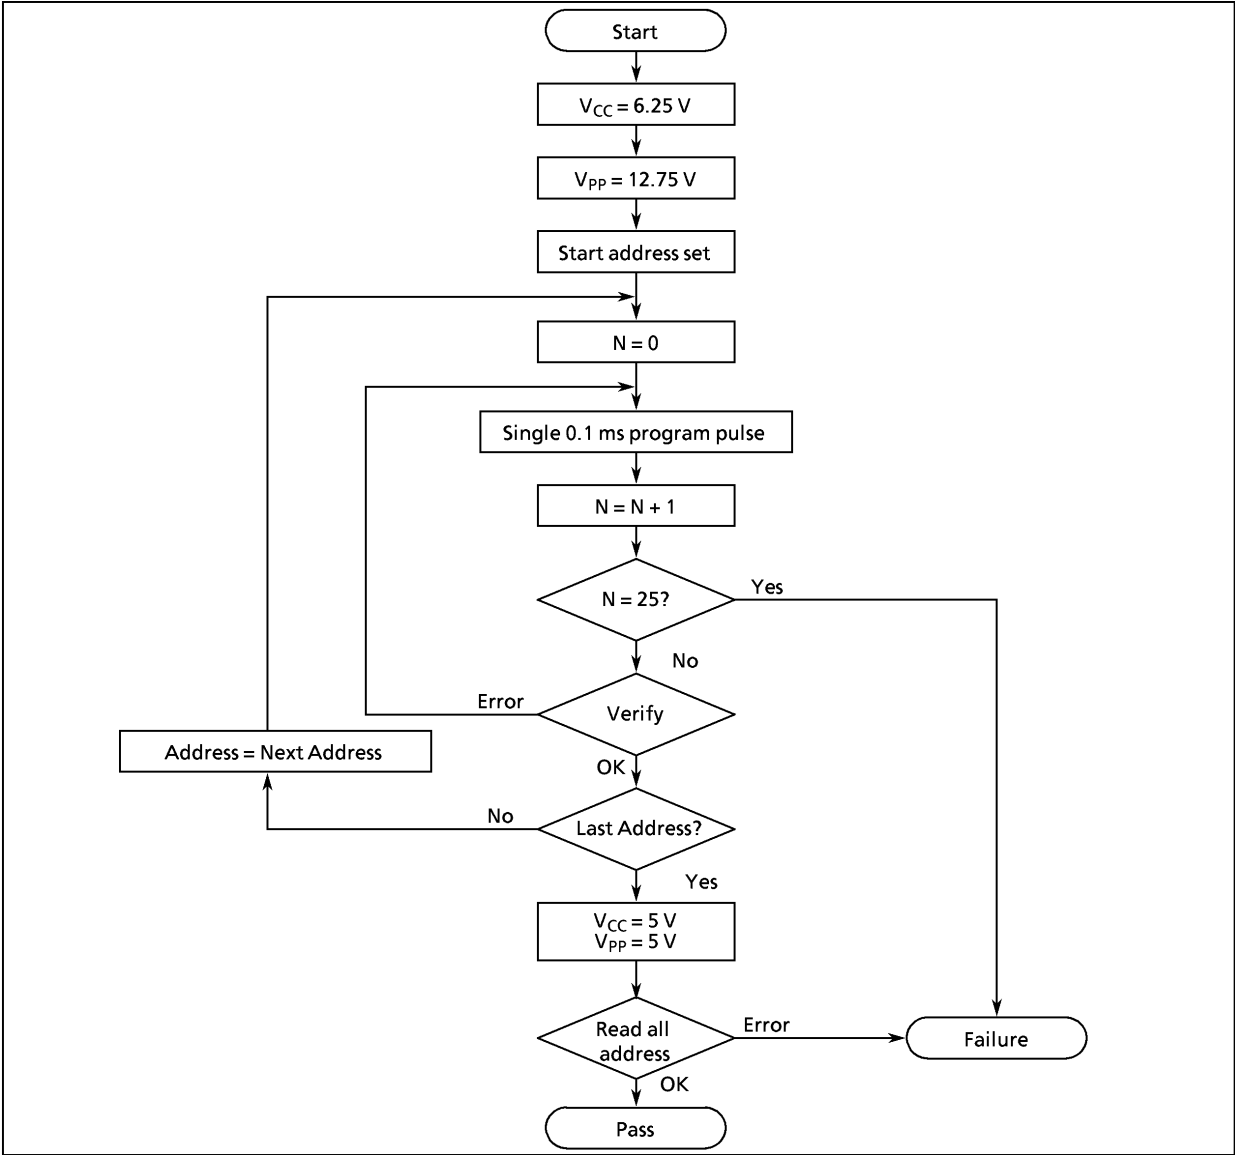 Start
VCC = 6.25 V
VPP = 12.75 V
Start address set
N = 0
Single 0.1 ms program pulse
N = N + 1
N = 25?
Yes
No
Verify
Error
Address = Next Address
OK
Last Address?
No
Yes
VCC = 5 V
VPP = 5 V
Read all
address
Error
Failure
OK
Pass